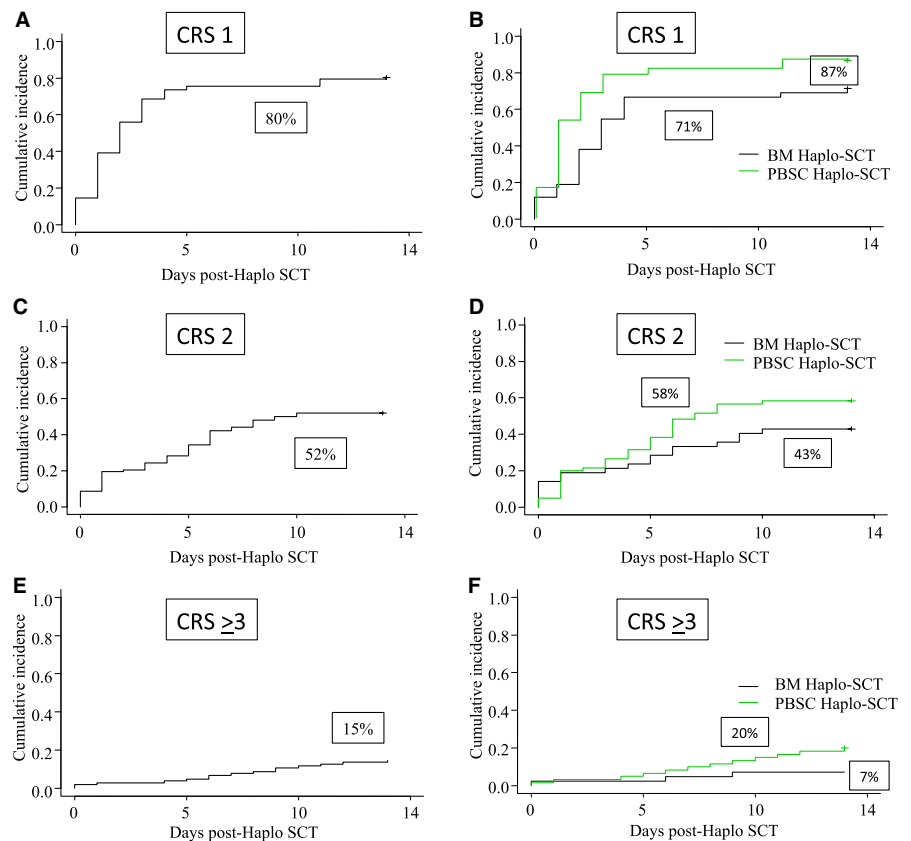 A
CRS 1
Cumulative incidence
1.0
0.8
0.6
0.4
0.2
0.0
80%
0 5 10 14
Days post-Haplo SCT
B
CRS 1
Cumulative incidence
1.0
0.8
0.6
0.4
0.2
0.0
87%
71%
BM Haplo-SCT
PBSC Haplo-SCT
0 5 10 14
Days post-Haplo SCT
C
CRS 2
Cumulative incidence
1.0
0.8
0.6
0.4
0.2
0.0
52%
0 5 10 14
Days post-Haplo SCT
D
CRS 2
Cumulative incidence
1.0
0.8
0.6
0.4
0.2
0.0
BM Haplo-SCT
PBSC Haplo-SCT
58%
43%
0 5 10 14
Days post-Haplo SCT
E
CRS ≥3
Cumulative incidence
1.0
0.8
0.6
0.4
0.2
0.0
15%
0 5 10 14
Days post-Haplo SCT
F
CRS ≥3
Cumulative incidence
1.0
0.8
0.6
0.4
0.2
0.0
BM Haplo-SCT
PBSC Haplo-SCT
20%
7%
0 5 10 14
Days post-Haplo SCT